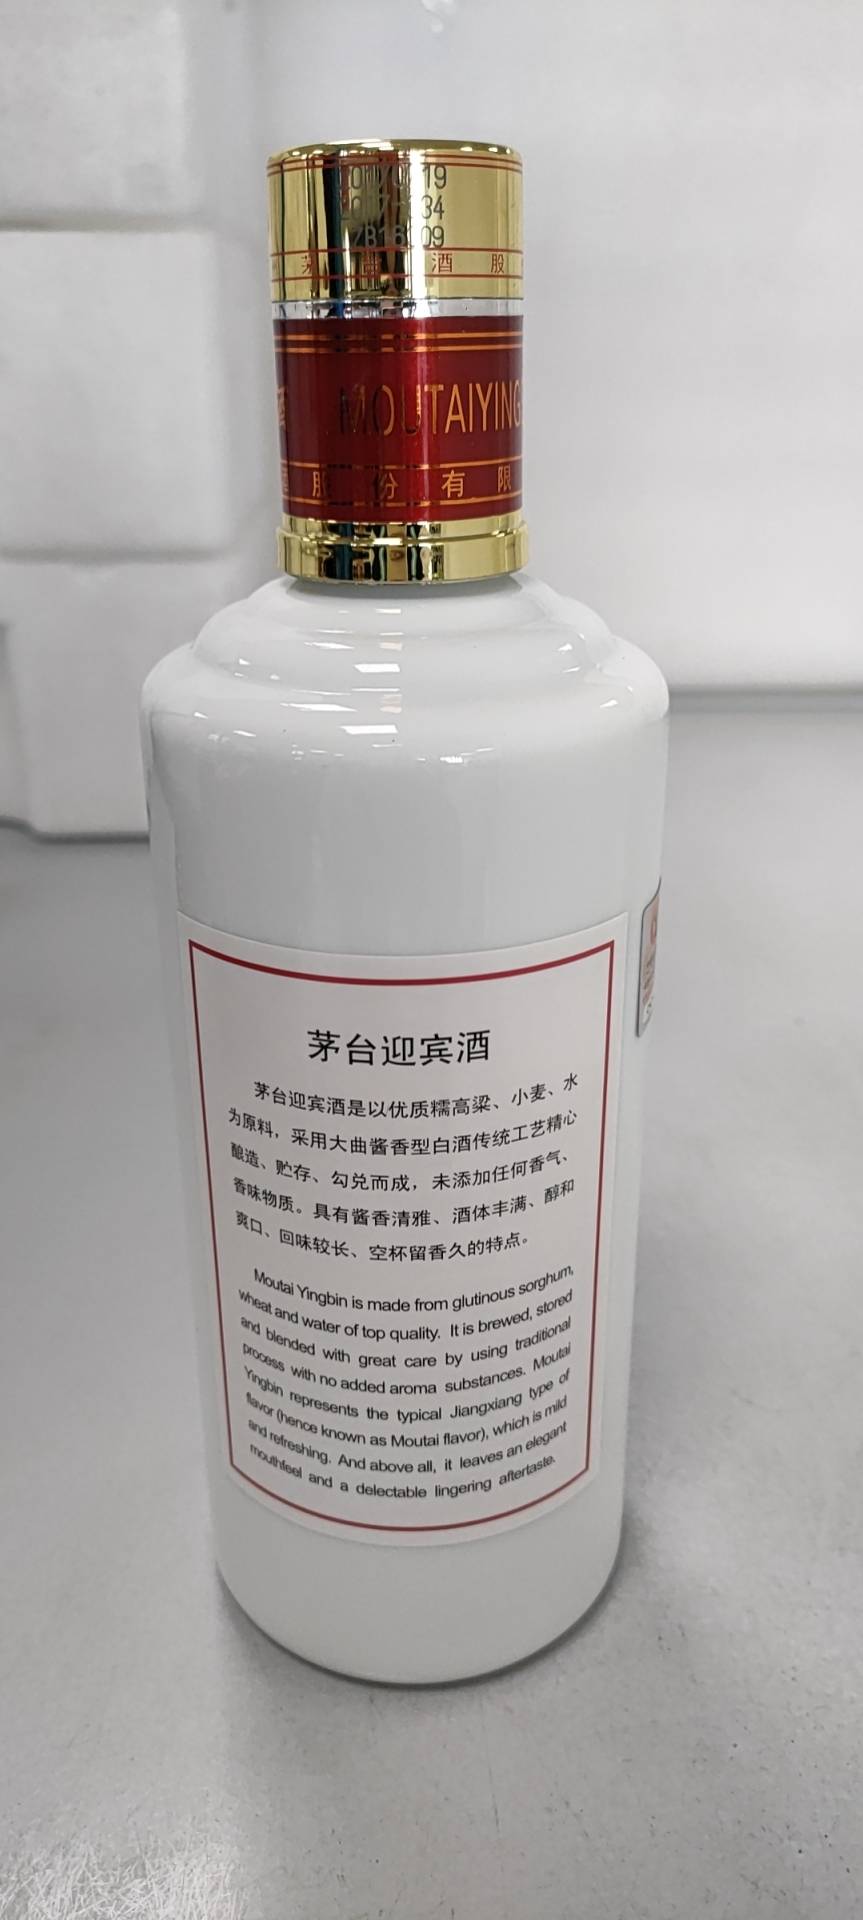 茅 台 酒 股
MOUTAIYING
股 份 有 限
茅台迎宾酒
茅台迎宾酒是以优质糯高粱、小麦、水
为原料，采用大曲酱香型白酒传统工艺精心
酿造、贮存、勾兑而成，未添加任何香气、
香味物质。具有酱香清雅、酒体丰满、醇和
爽口、回味较长、空杯留香久的特点。
Moutai Yingbin is made from glutinous sorghum,
wheat and water of top quality. It is brewed, stored
and blended with great care by using traditional
process with no added aroma substances. Moutai
Yingbin represents the typical Jiangxiang type of
flavor (hence known as Moutai flavor), which is mild
and refreshing. And above all, it leaves an elegant
mouthfeel and a delectable lingering aftertaste.